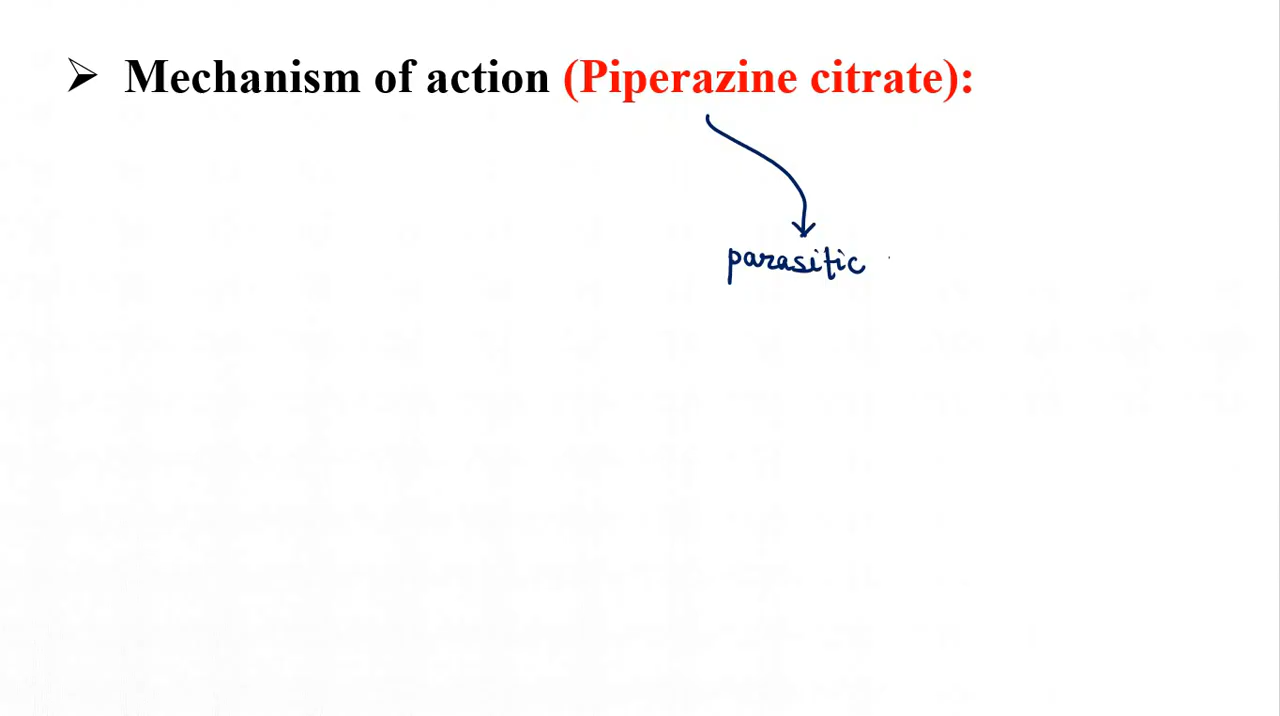 ➢ Mechanism of action (Piperazine citrate):
parasitic